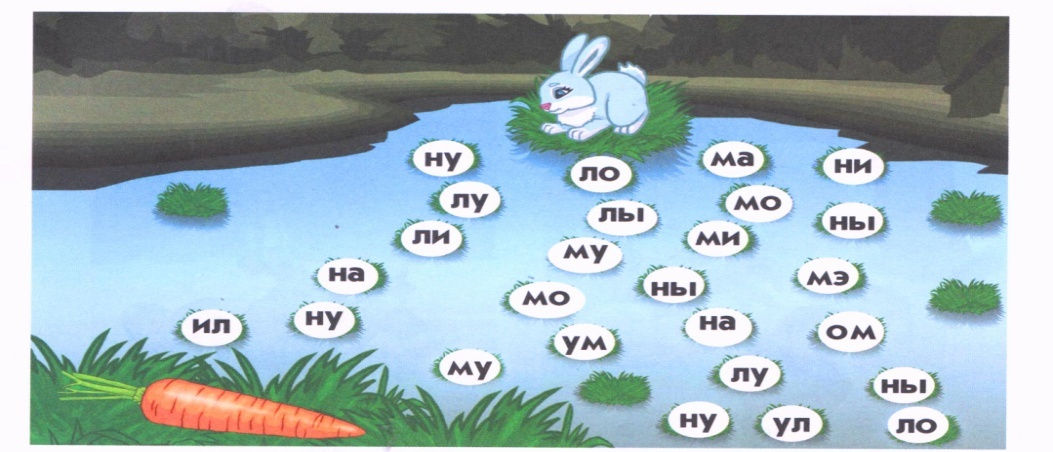 ну
ло
ма
ни
лу
лы
мо
ны
ли
му
ми
на
мо
ны
мэ
ил
ну
ум
на
ом
му
лу
ны
ну
ул
ло